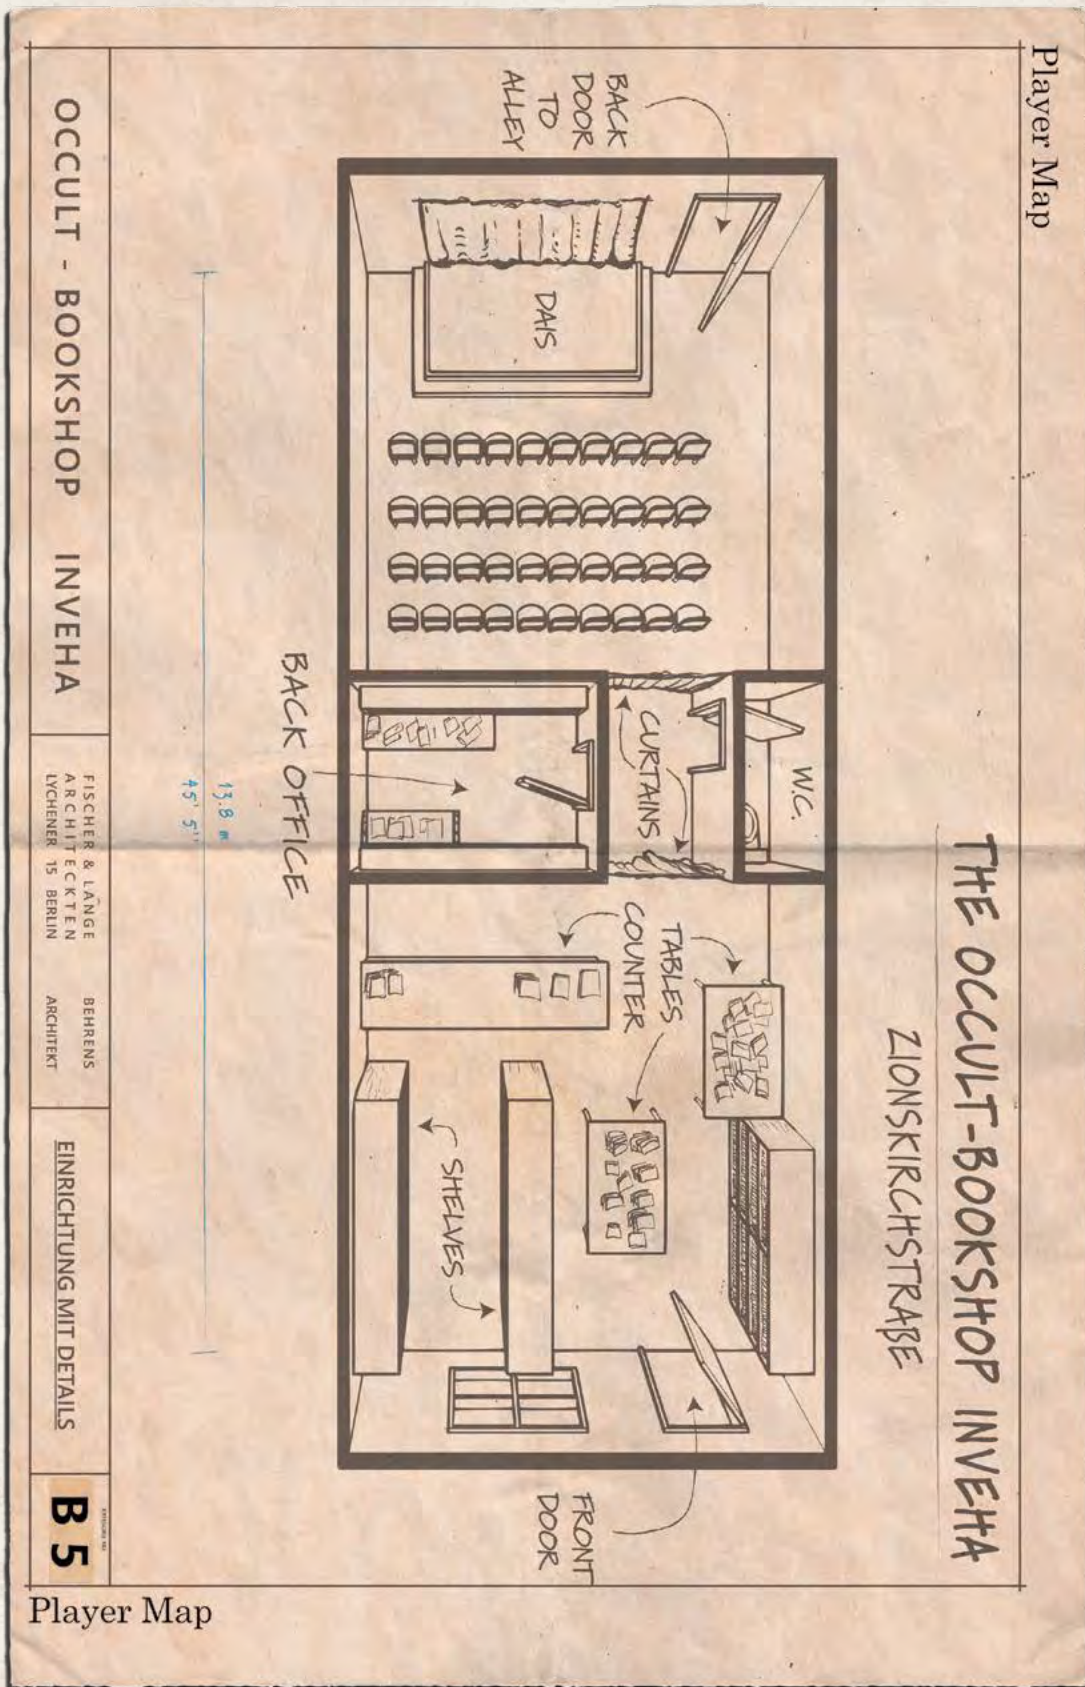 Player Map
THE OCCULT-BOOKSHOP INVEHA
ZIONSKIRCHSTRAßE
BACK
DOOR
TO
ALLEY
DAIS
W.C.
CURTAINS
BACK OFFICE
TABLES
COUNTER
SHELVES
FRONT
DOOR
13.8 m
45' 5"
OCCULT - BOOKSHOP INVEHA
FISCHER & LANGE
ARCHITECKTEN
LYCHENER 15 BERLIN
BEHRENS
ARCHITEKT
EINRICHTUNG MIT DETAILS
B 5
Player Map